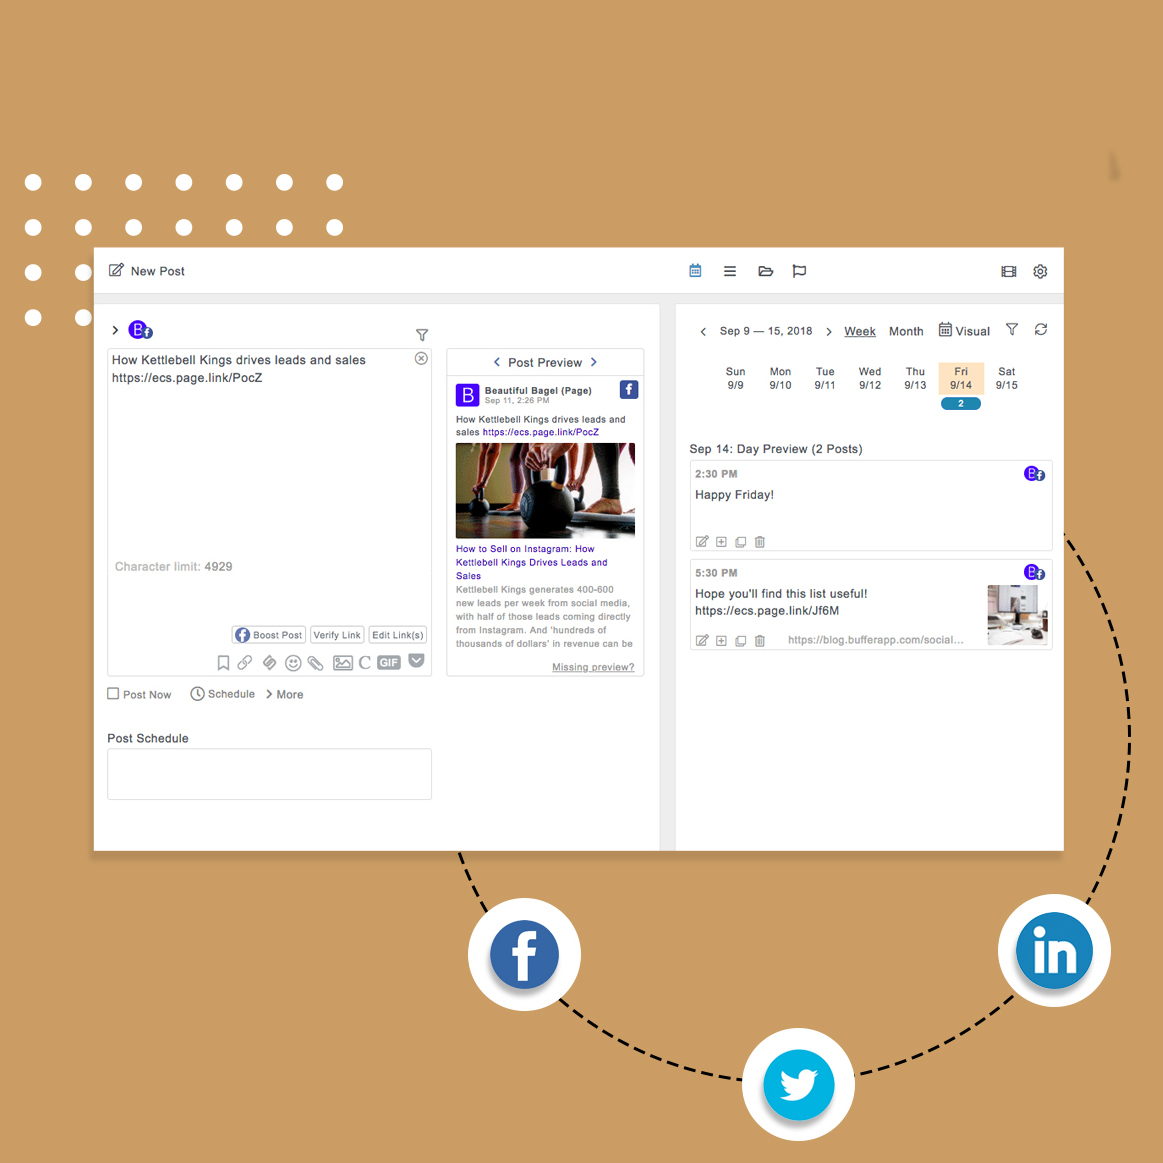 New Post
B
How Kettlebell Kings drives leads and sales
https://ecs.page.link/PocZ
Character limit: 4929
Boost Post Verify Link Edit Link(s)
C GIF
Post Now Schedule More
Post Schedule
Post Preview
B Beautiful Bagel (Page)
Sep 11, 2:26 PM
How Kettlebell Kings drives leads and
sales https://ecs.page.link/PocZ
How to Sell on Instagram: How
Kettlebell Kings Drives Leads and
Sales
Kettlebell Kings generates 400-600
new leads per week from social media,
with half of those leads coming directly
from Instagram. And 'hundreds of
thousands of dollars' in revenue can be
Missing preview?
Sep 9 — 15, 2018 Week Month Visual
Sun Mon Tue Wed Thu Fri Sat
9/9 9/10 9/11 9/12 9/13 9/14 9/15
2
Sep 14: Day Preview (2 Posts)
2:30 PM B
Happy Friday!
5:30 PM B
Hope you'll find this list useful!
https://ecs.page.link/Jf6M
https://blog.bufferapp.com/social...
f
in